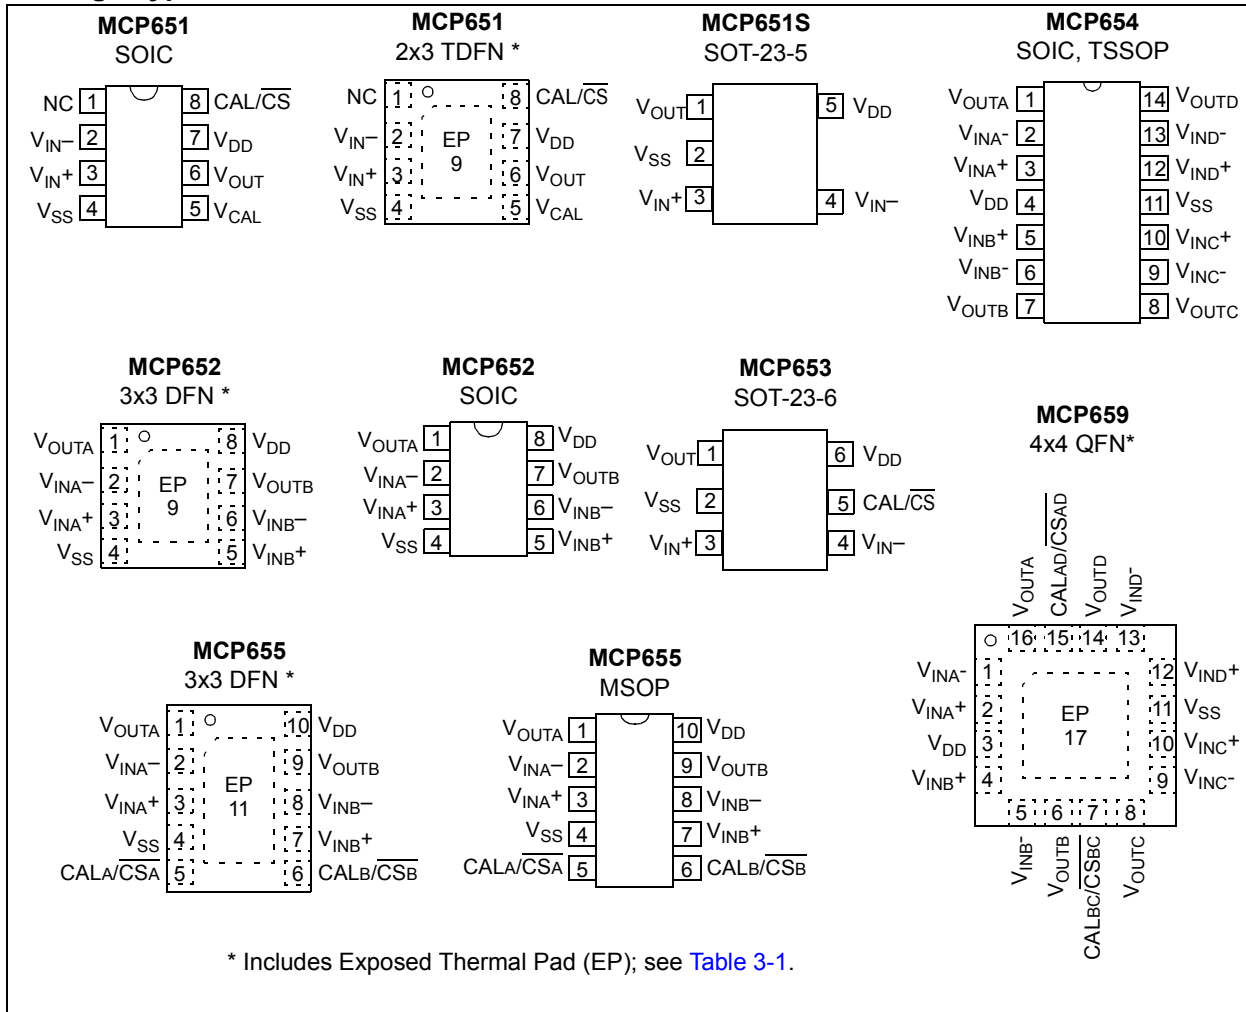 MCP651
SOIC
NC 1
VIN– 2
VIN+ 3
VSS 4
8 CAL/CS
7 VDD
6 VOUT
5 VCAL
MCP651
2x3 TDFN *
NC 1
VIN– 2
VIN+ 3
VSS 4
EP
9
8 CAL/CS
7 VDD
6 VOUT
5 VCAL
MCP651S
SOT-23-5
VOUT 1
VSS 2
VIN+ 3
5 VDD
4 VIN–
MCP654
SOIC, TSSOP
VOUTA 1
VINA- 2
VINA+ 3
VDD 4
VINB+ 5
VINB- 6
VOUTB 7
14 VOUTD
13 VIND-
12 VIND+
11 VSS
10 VINC+
9 VINC-
8 VOUTC
MCP652
3x3 DFN *
VOUTA 1
VINA– 2
VINA+ 3
VSS 4
EP
9
8 VDD
7 VOUTB
6 VINB–
5 VINB+
MCP652
SOIC
VOUTA 1
VINA– 2
VINA+ 3
VSS 4
8 VDD
7 VOUTB
6 VINB–
5 VINB+
MCP653
SOT-23-6
VOUT 1
VSS 2
VIN+ 3
6 VDD
5 CAL/CS
4 VIN–
MCP659
4x4 QFN*
VOUTA
CALAD/CSAD
VOUTD
VIND-
16 15 14 13
VINA- 1
VINA+ 2
VDD 3
VINB+ 4
EP
17
12 VIND+
11 VSS
10 VINC+
9 VINC-
5 6 7 8
VINB-
VOUTB
CALBC/CSBC
VOUTC
MCP655
3x3 DFN *
VOUTA 1
VINA– 2
VINA+ 3
VSS 4
CALA/CSA 5
EP
11
10 VDD
9 VOUTB
8 VINB–
7 VINB+
6 CALB/CSB
MCP655
MSOP
VOUTA 1
VINA– 2
VINA+ 3
VSS 4
CALA/CSA 5
10 VDD
9 VOUTB
8 VINB–
7 VINB+
6 CALB/CSB
* Includes Exposed Thermal Pad (EP); see Table 3-1.